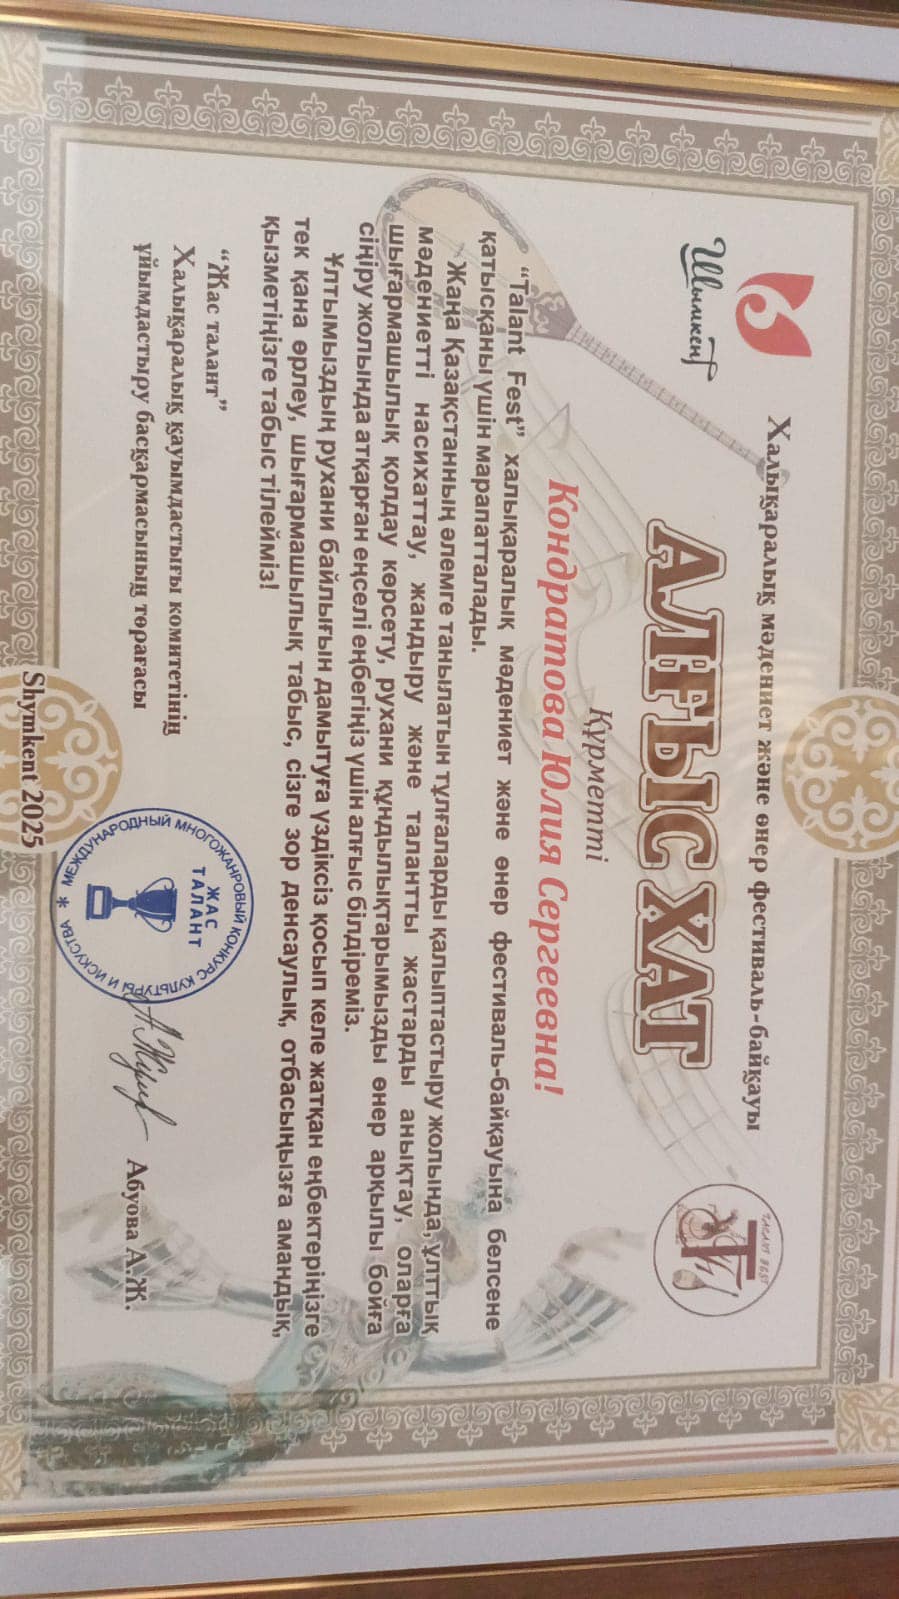 Халықаралық мәдениет және өнер фестиваль-байқауы
Шымкент
TALANT FEST
АЛҒЫС ХАТ
Құрметті
Кондратова Юлия Сергеевна!
“Talant Fest” халықаралық мәдениет және өнер фестиваль-байқауына белсене
қатысқаны үшін марапатталады.
Жаңа Қазақстанның әлемге танылатын тұлғаларды қалыптастыру жолында, ұлттық
мәдениетті насихаттау, жандыру және талантты жастарды анықтау, оларға
шығармашылық қолдау көрсету, рухани құндылықтарымызды өнер арқылы бойға
сіңіру жолында атқарған еңселі еңбегіңіз үшін алғыс білдіреміз.
Ұлтымыздың рухани байлығын дамытуға үздіксіз қосып келе жатқан еңбектеріңізге
тек қана өрлеу, шығармашылық табыс, сізге зор денсаулық, отбасыңызға амандық,
қызметіңізге табыс тілейміз!
“Жас талант”
Халықаралық қауымдастығы комитетінің
ұйымдастыру басқармасының төрағасы
МЕЖДУНАРОДНЫЙ МНОГОЖАНРОВЫЙ КОНКУРС КУЛЬТУРЫ И ИСКУССТВА *
ЖАС
ТАЛАНТ
Абуова А.Ж.
Shymkent 2025